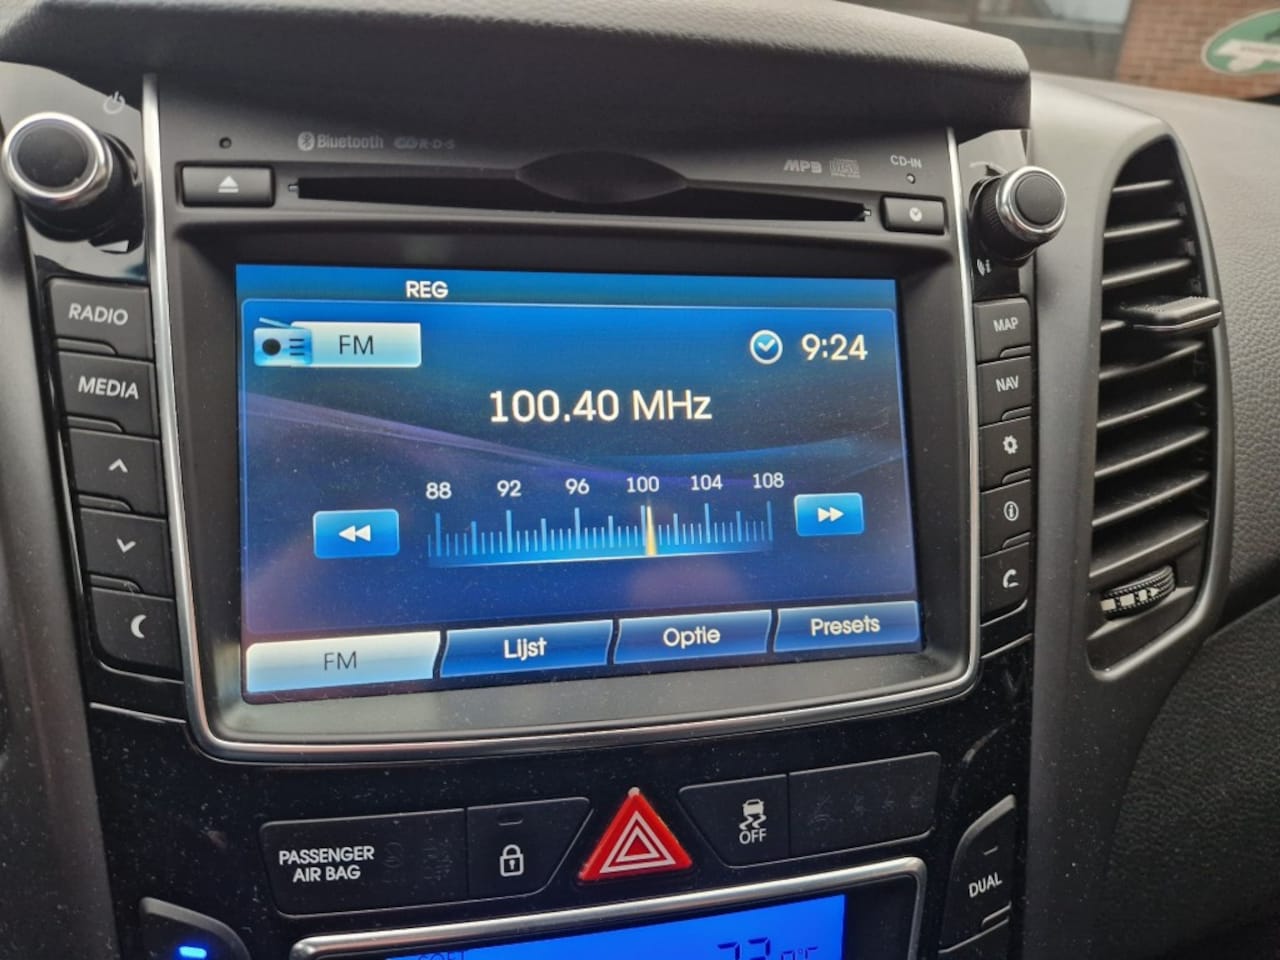 Bluetooth R·D·S
MP3
CD-IN
RADIO
MEDIA
REG
FM
9:24
100.40 MHz
88 92 96 100 104 108
FM
Lijst
Optie
Presets
MAP
NAV
PASSENGER
AIR BAG
OFF
DUAL